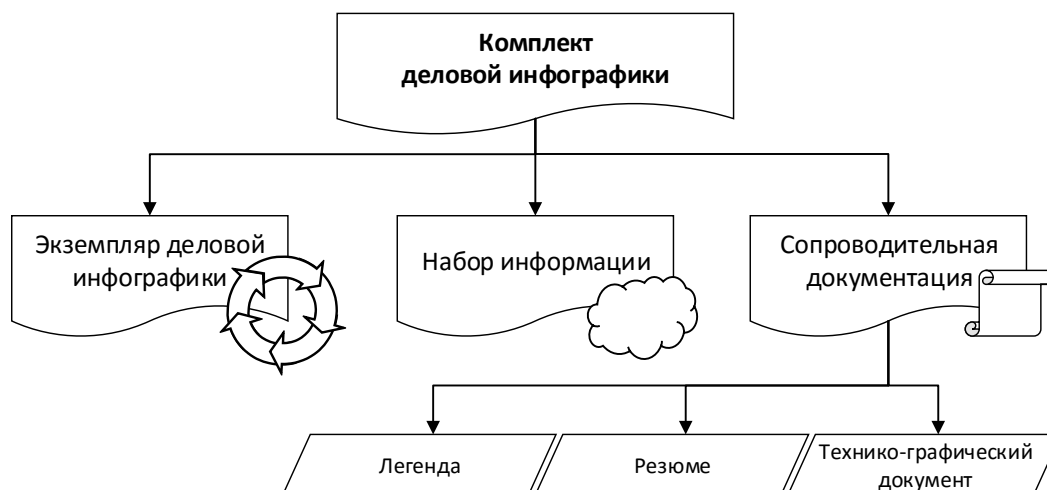 Комплект
деловой инфографики
Экземпляр деловой
инфографики
Набор информации
Сопроводительная
документация
Легенда
Резюме
Технико-графический
документ